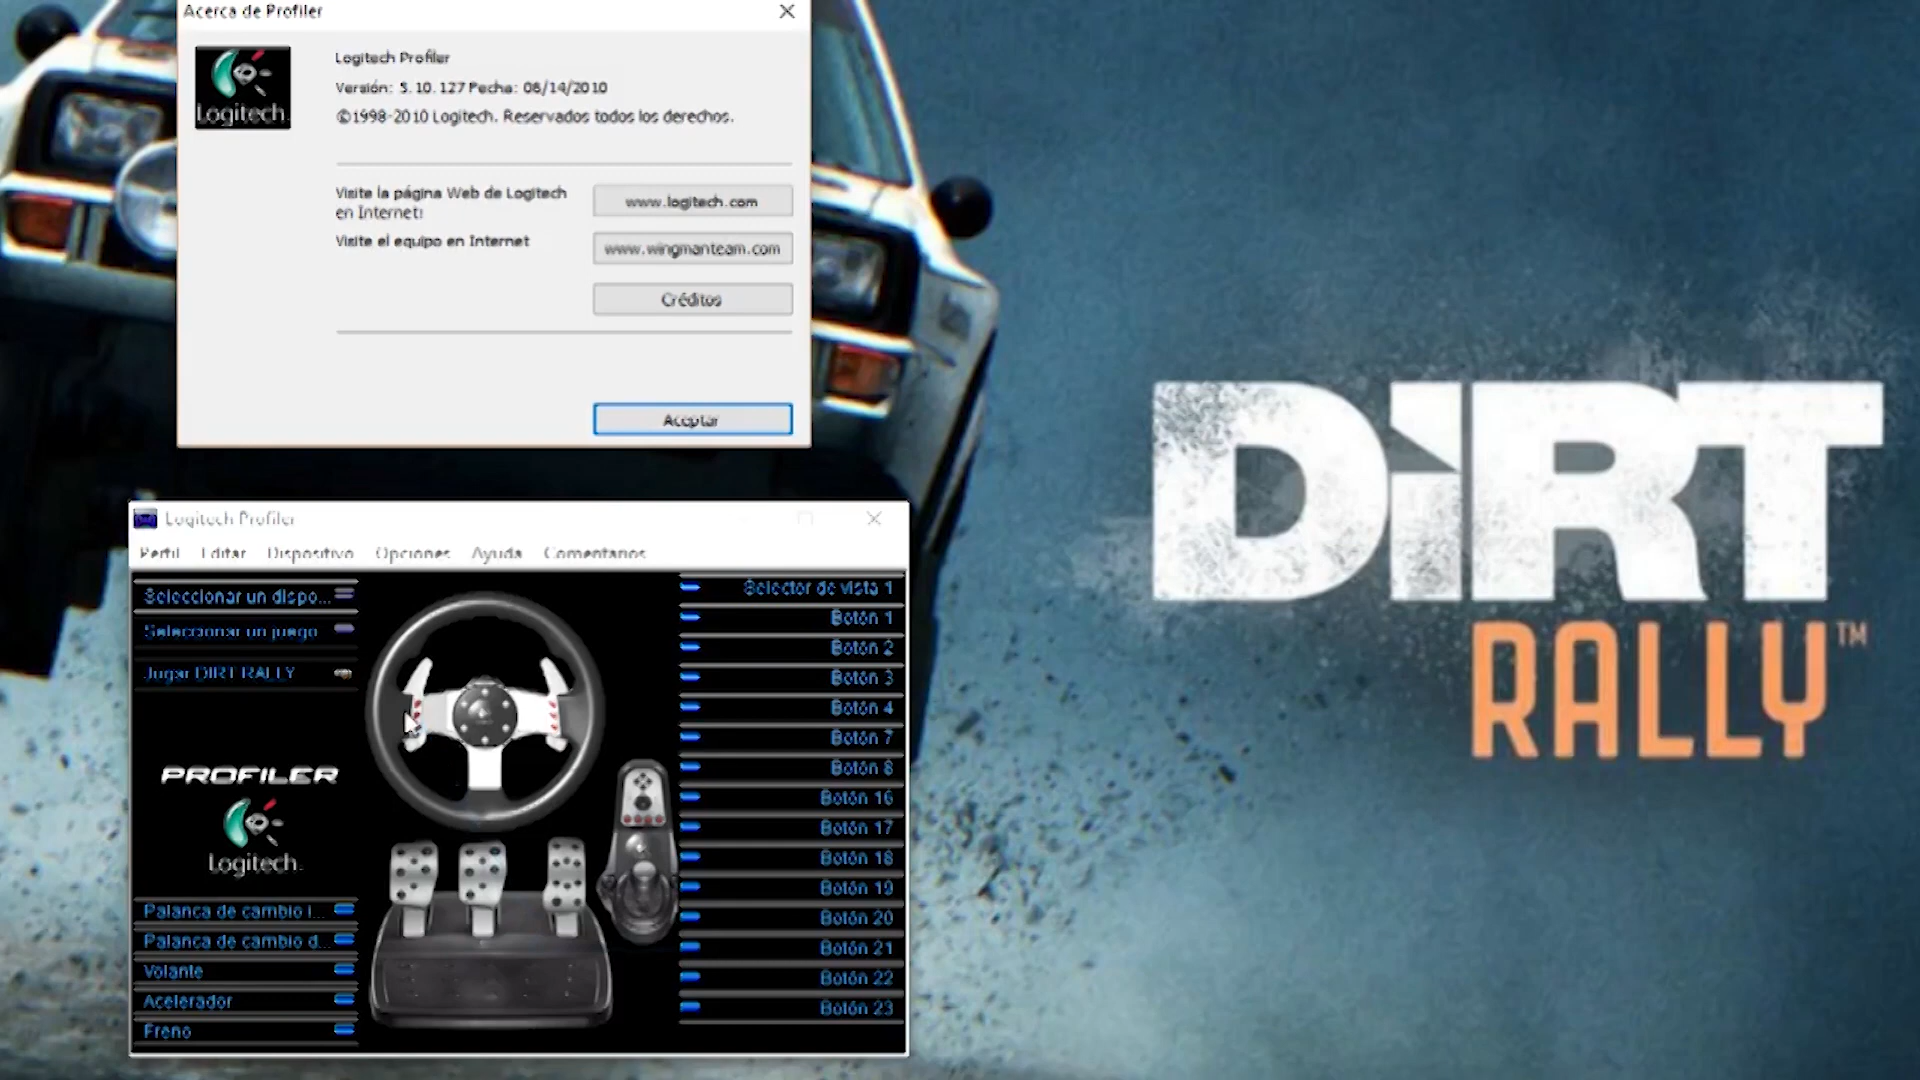 Acerca de Profiler
Logitech
Logitech Profiler
Versión: 5.10.127 Fecha: 06/14/2010
©1998-2010 Logitech. Reservados todos los derechos.
Visite la página Web de Logitech
en Internet:
www.logitech.com
Visite el equipo en Internet
www.wingmanteam.com
Créditos
Aceptar
Logitech Profiler
Perfil Editar Dispositivo Opciones Ayuda Comentarios
Seleccionar un dispo...
Seleccionar un juego
Jugar DIRT RALLY
PROFILER
Logitech
Palanca de cambio i...
Palanca de cambio d...
Volante
Acelerador
Freno
Selector de vista 1
Botón 1
Botón 2
Botón 3
Botón 4
Botón 7
Botón 8
Botón 16
Botón 17
Botón 18
Botón 19
Botón 20
Botón 21
Botón 22
Botón 23
DiRT
RALLY™